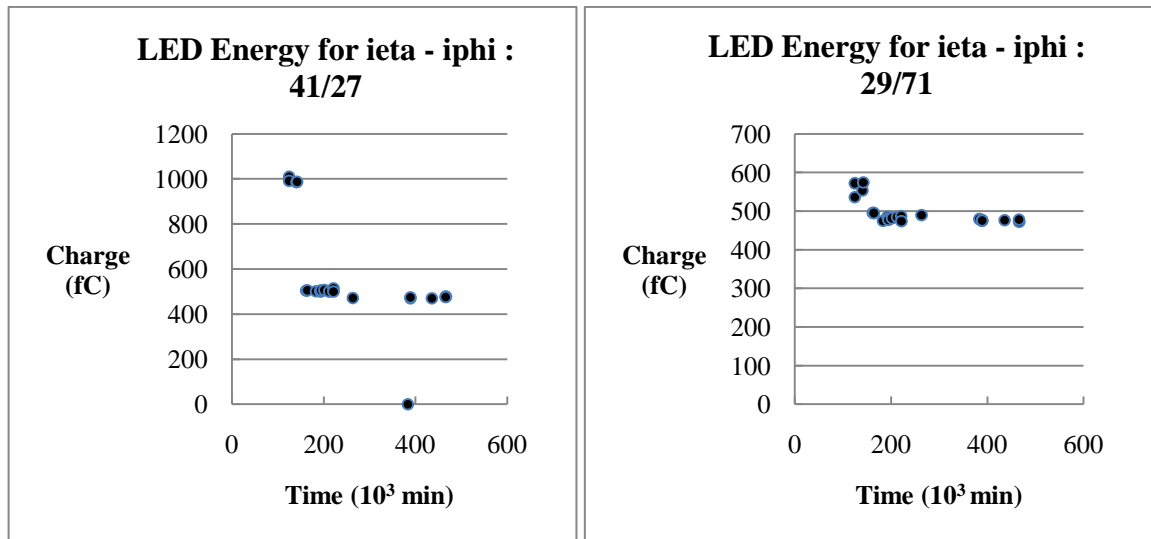 LED Energy for ieta - iphi :
41/27
1200
1000
800
600
400
200
0
Charge
(fC)
0 200 400 600
Time (10³ min)
LED Energy for ieta - iphi :
29/71
700
600
500
400
300
200
100
0
Charge
(fC)
0 200 400 600
Time (10³ min)